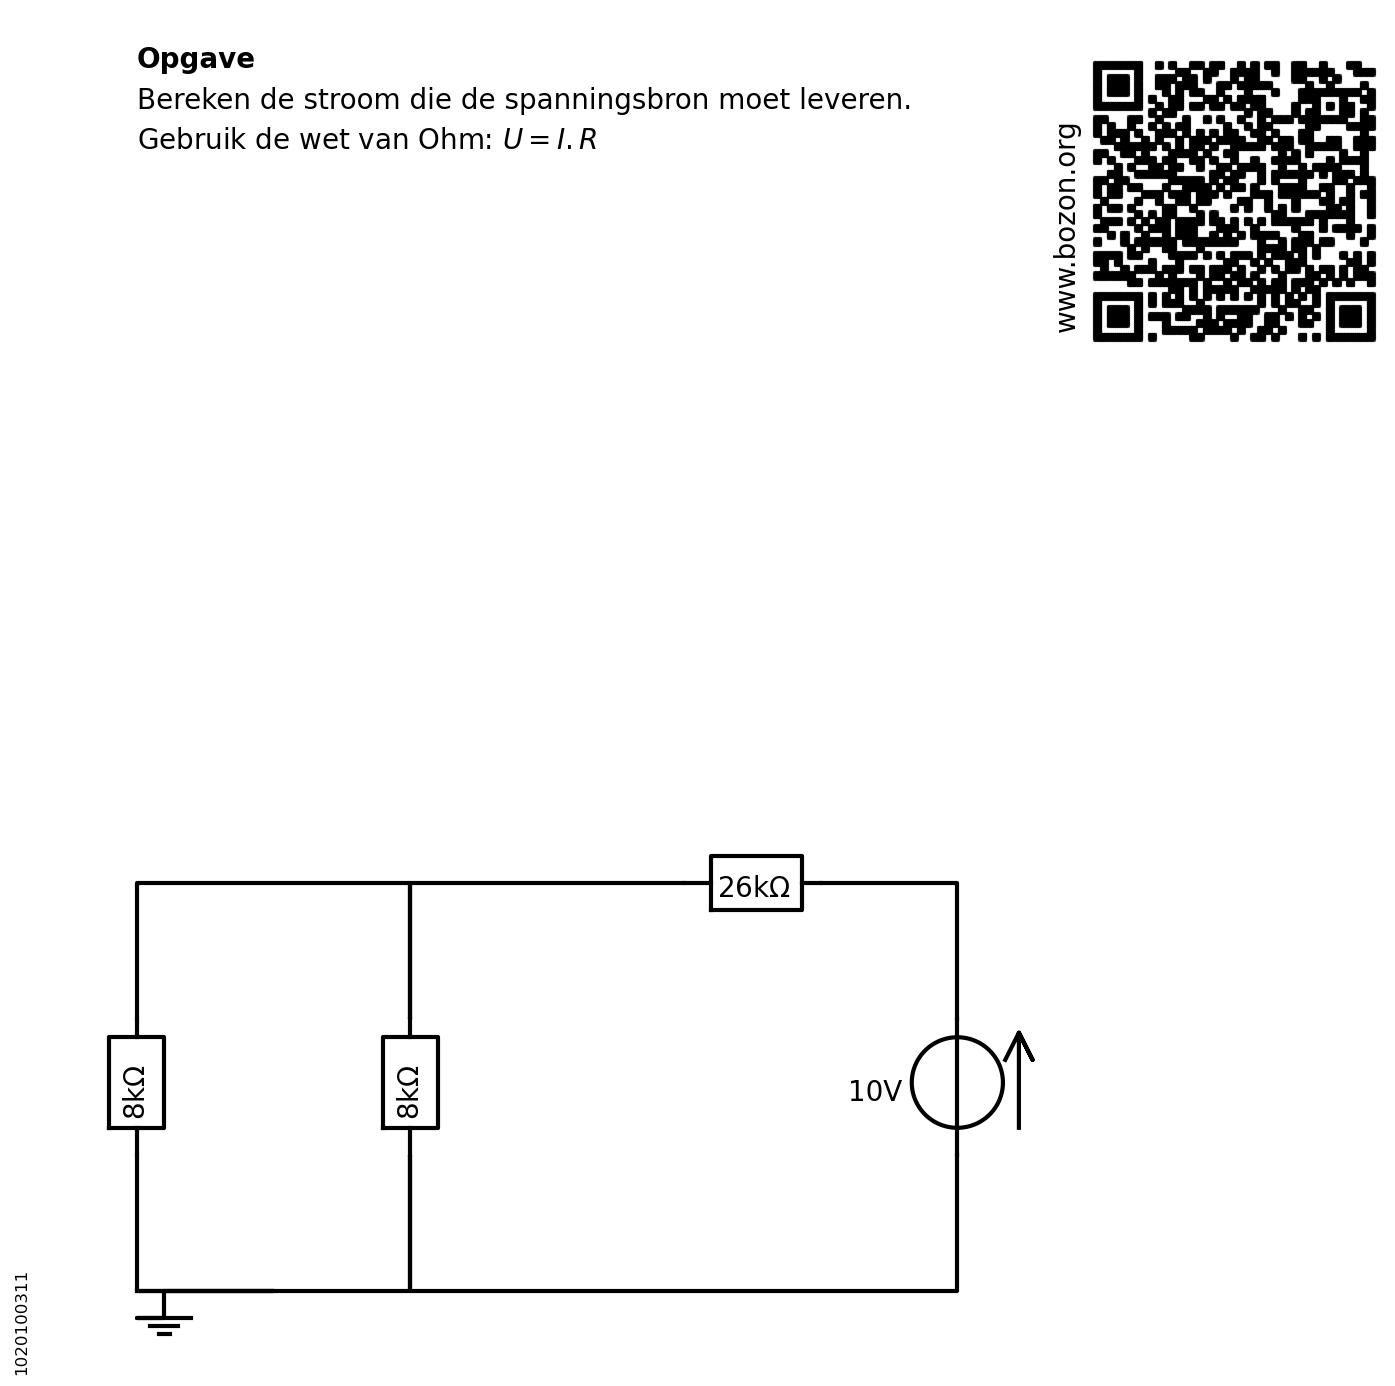 Opgave
Bereken de stroom die de spanningsbron moet leveren.
Gebruik de wet van Ohm: U = I. R
www.bozon.org
26kΩ
8kΩ
8kΩ
10V
1020100311